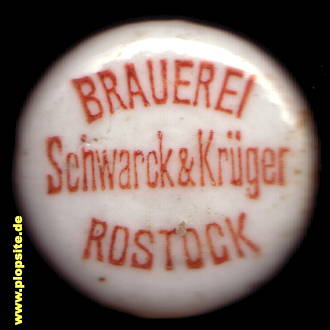 BRAUEREI
Schwarck & Krüger
ROSTOCK
www.plopsite.de